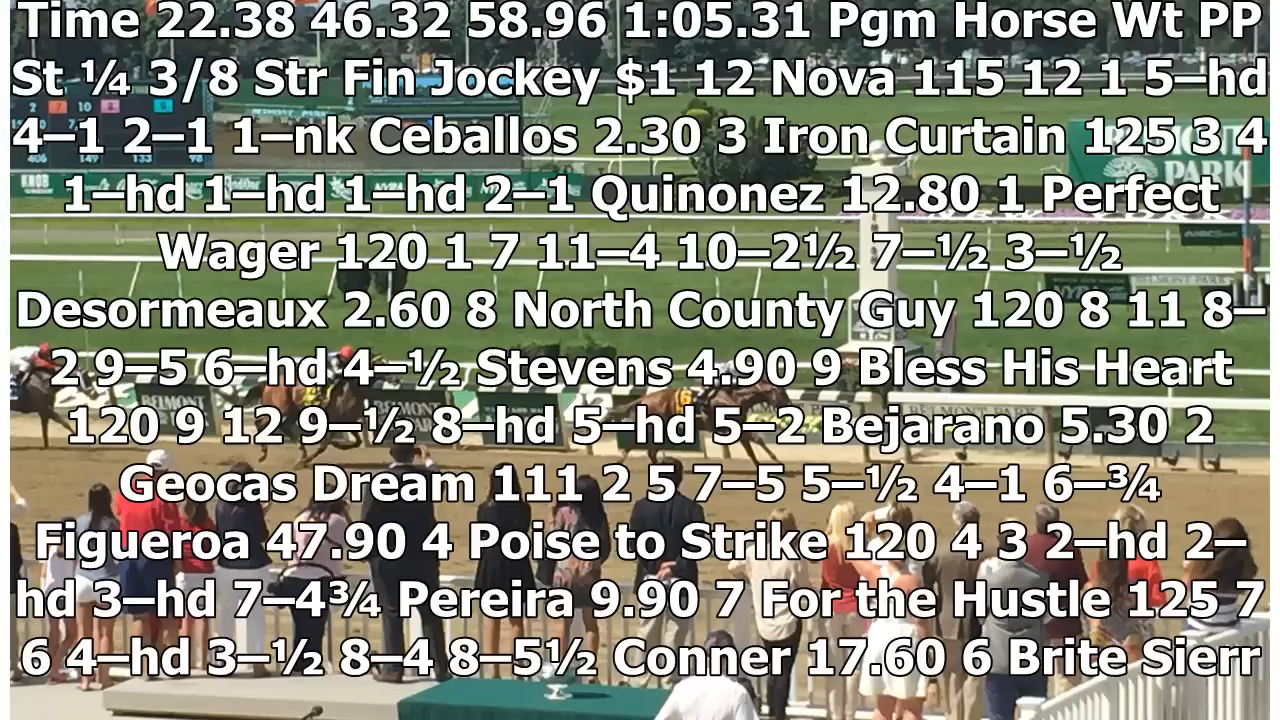 Time 22.38 46.32 58.96 1:05.31 Pgm Horse Wt PP
St ¼ 3/8 Str Fin Jockey $1 12 Nova 115 12 1 5–hd
4–1 2–1 1–nk Ceballos 2.30 3 Iron Curtain 125 3 4
1–hd 1–hd 1–hd 2–1 Quinonez 12.80 1 Perfect
Wager 120 1 7 11–4 10–2½ 7–½ 3–½
Desormeaux 2.60 8 North County Guy 120 8 11 8–
2 9–5 6–hd 4–½ Stevens 4.90 9 Bless His Heart
120 9 12 9–½ 8–hd 5–hd 5–2 Bejarano 5.30 2
Geocas Dream 111 2 5 7–5 5–½ 4–1 6–¾
Figueroa 47.90 4 Poise to Strike 120 4 3 2–hd 2–
hd 3–hd 7–4¾ Pereira 9.90 7 For the Hustle 125 7
6 4–hd 3–½ 8–4 8–5½ Conner 17.60 6 Brite Sierr
BELMONT
PARK
BELMONT
6